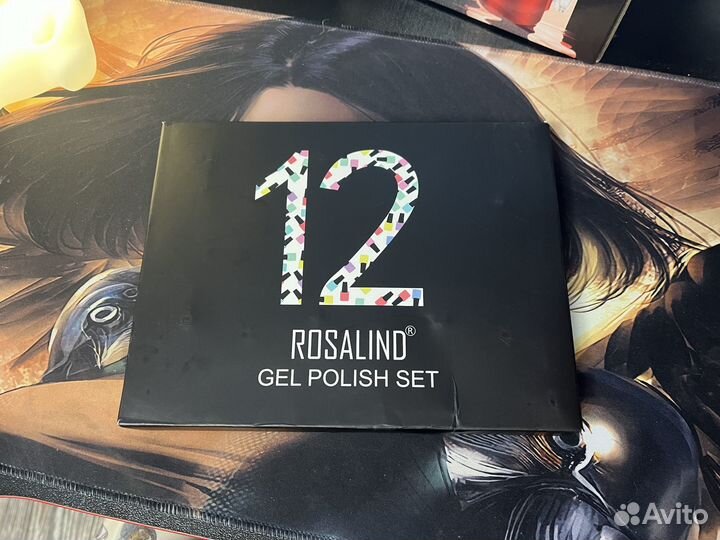 12
ROSALIND®
GEL POLISH SET
Avito